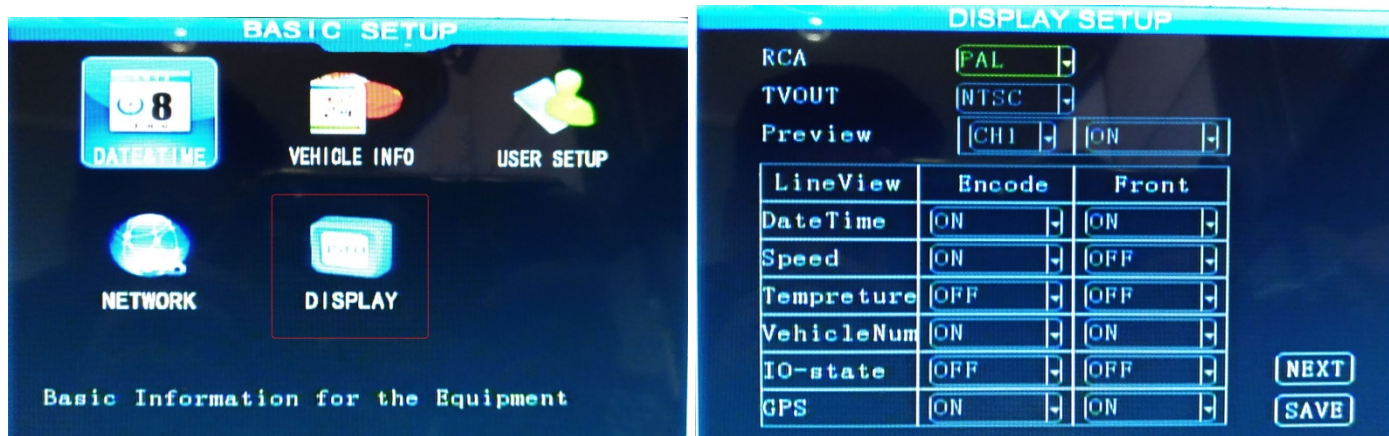 BASIC SETUP
8
DATE&TIME
VEHICLE INFO
USER SETUP
NETWORK
DISPLAY
Basic Information for the Equipment
DISPLAY SETUP
RCA PAL
TVOUT NTSC
Preview CH1 ON
LineView Encode Front
DateTime ON ON
Speed ON OFF
Tempreture OFF OFF
VehicleNum ON ON
IO-state OFF OFF
NEXT
GPS ON ON
SAVE